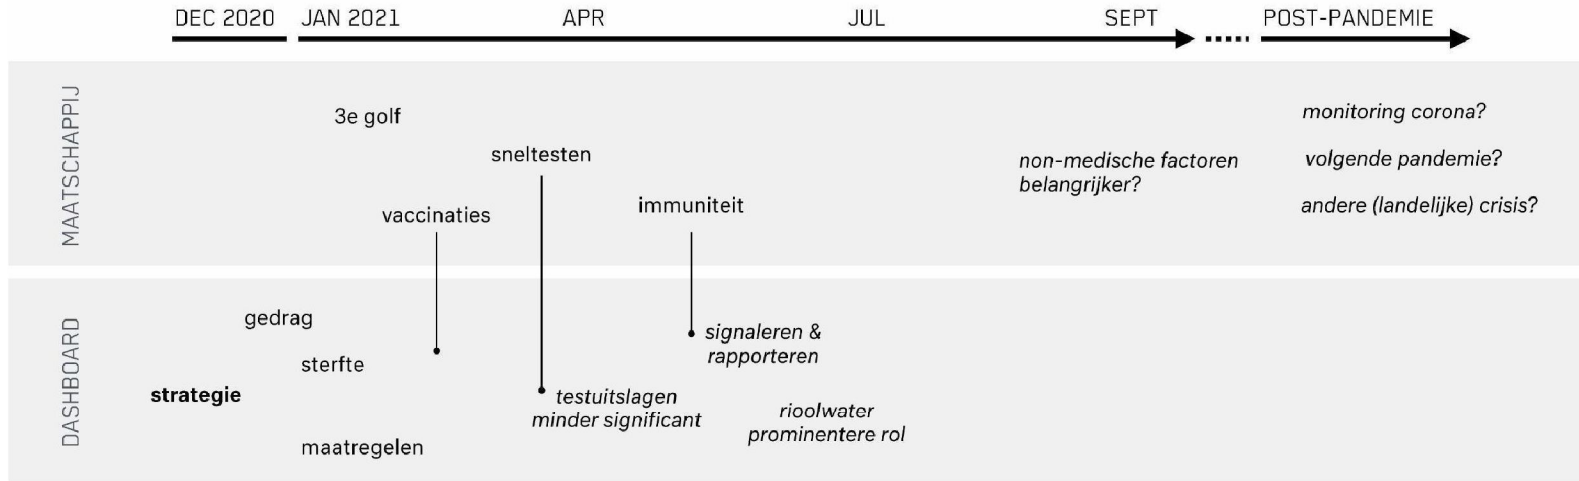 DEC 2020 JAN 2021 APR JUL SEPT POST-PANDEMIE
MAATSCHAPPIJ
3e golf
sneltesten
vaccinaties
immuniteit
non-medische factoren
belangrijker?
monitoring corona?
volgende pandemie?
andere (landelijke) crisis?
DASHBOARD
gedrag
sterfte
strategie
maatregelen
signaleren &
rapporteren
testuitslagen
minder significant
rioolwater
prominentere rol